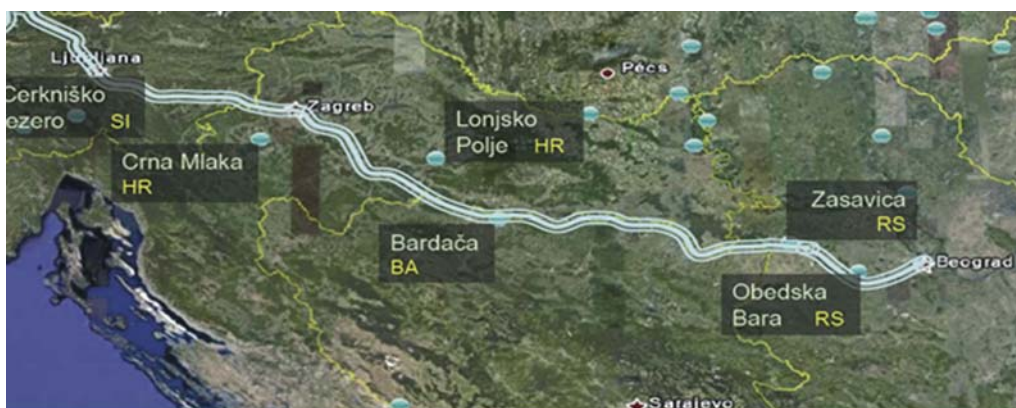 Ljubljana
Cerkniško
ezero SI
Zagreb
Pécs
Lonjsko
Polje HR
Crna Mlaka
HR
Zasavica
RS
Bardača
BA
Beograd
Obedska
Bara RS
Sarajevo